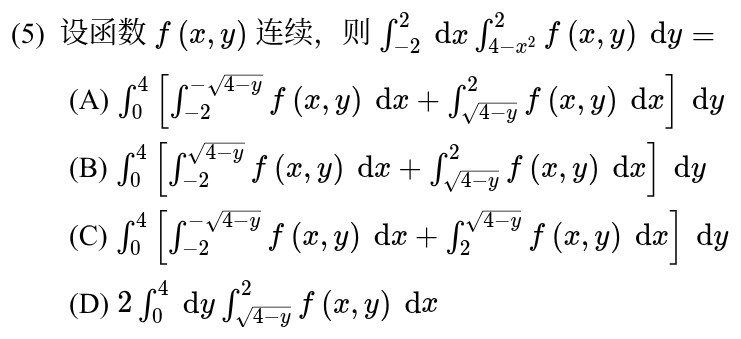 (5) 设函数 f (x, y) 连续, 则 ∫_{-2}^{2} dx ∫_{4-x^2}^{2} f (x, y) dy =
(A) ∫_0^4 [∫_{-2}^{-√(4-y)} f (x, y) dx + ∫_{√(4-y)}^2 f (x, y) dx] dy
(B) ∫_0^4 [∫_{-2}^{√(4-y)} f (x, y) dx + ∫_{√(4-y)}^2 f (x, y) dx] dy
(C) ∫_0^4 [∫_{-2}^{-√(4-y)} f (x, y) dx + ∫_2^{√(4-y)} f (x, y) dx] dy
(D) 2 ∫_0^4 dy ∫_{√(4-y)}^2 f (x, y) dx